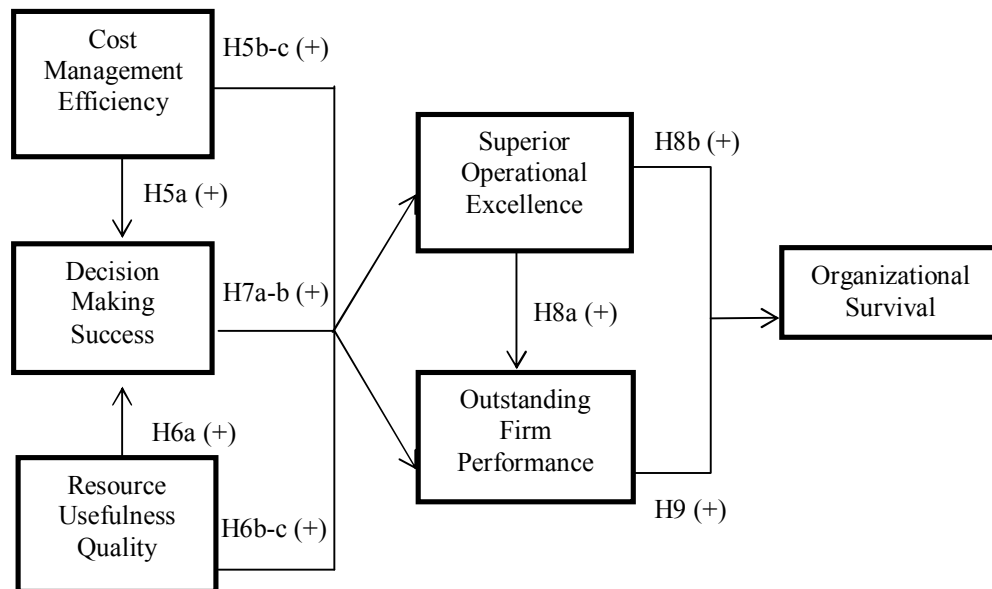 Cost
Management
Efficiency
H5b-c (+)
H5a (+)
Decision
Making
Success
H7a-b (+)
H6a (+)
Resource
Usefulness
Quality
H6b-c (+)
Superior
Operational
Excellence
H8b (+)
H8a (+)
Outstanding
Firm
Performance
H9 (+)
Organizational
Survival